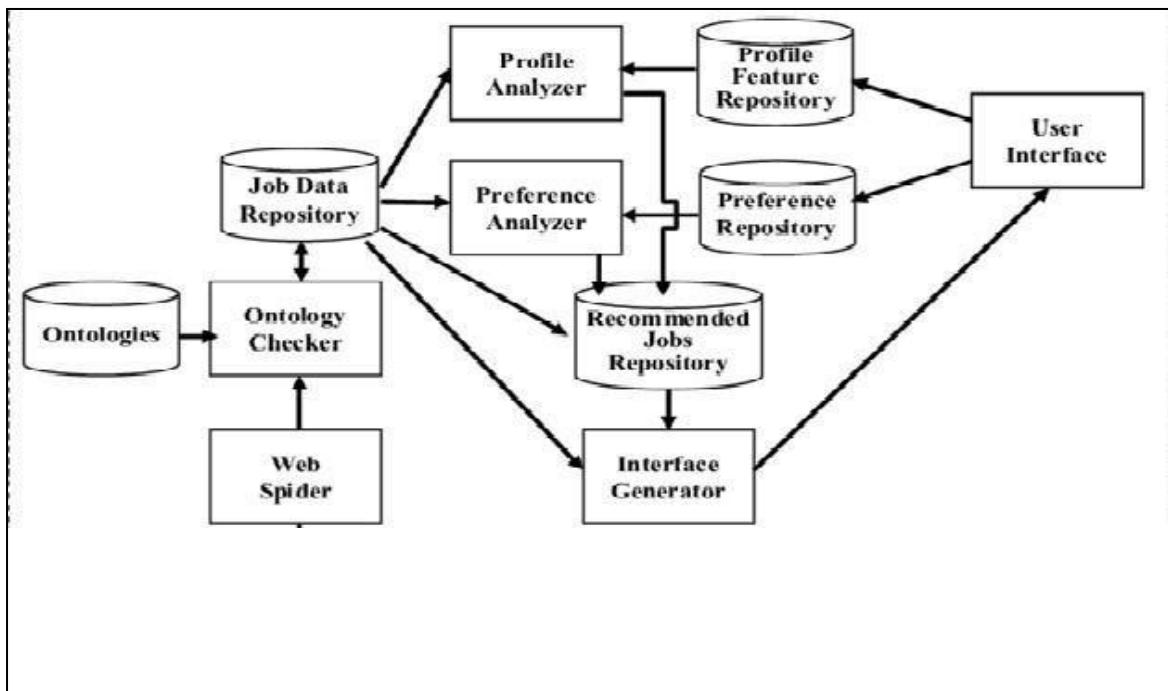 Profile
Analyzer
Profile
Feature
Repository
User
Interface
Job Data
Repository
Preference
Analyzer
Preference
Repository
Ontologies
Ontology
Checker
Recommended
Jobs
Repository
Web
Spider
Interface
Generator